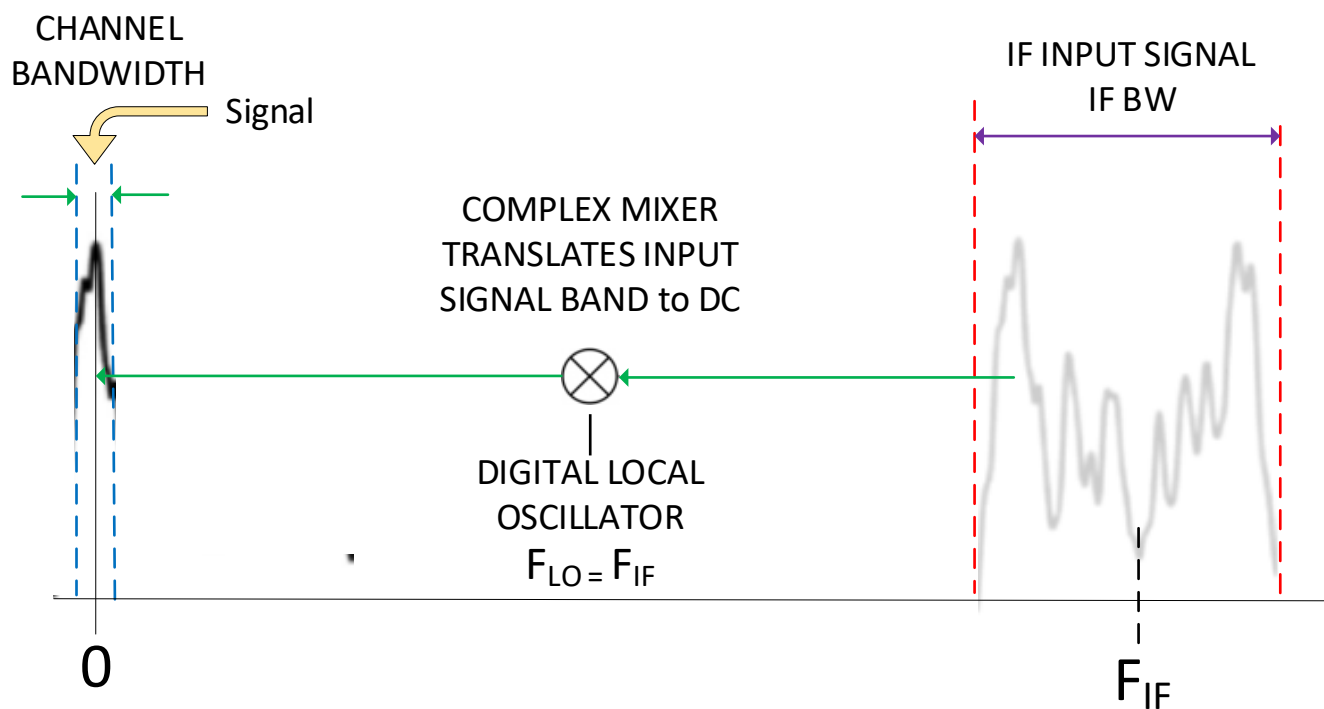 CHANNEL
BANDWIDTH
Signal
IF INPUT SIGNAL
IF BW
COMPLEX MIXER
TRANSLATES INPUT
SIGNAL BAND to DC
DIGITAL LOCAL
OSCILLATOR
FLO = FIF
0
FIF